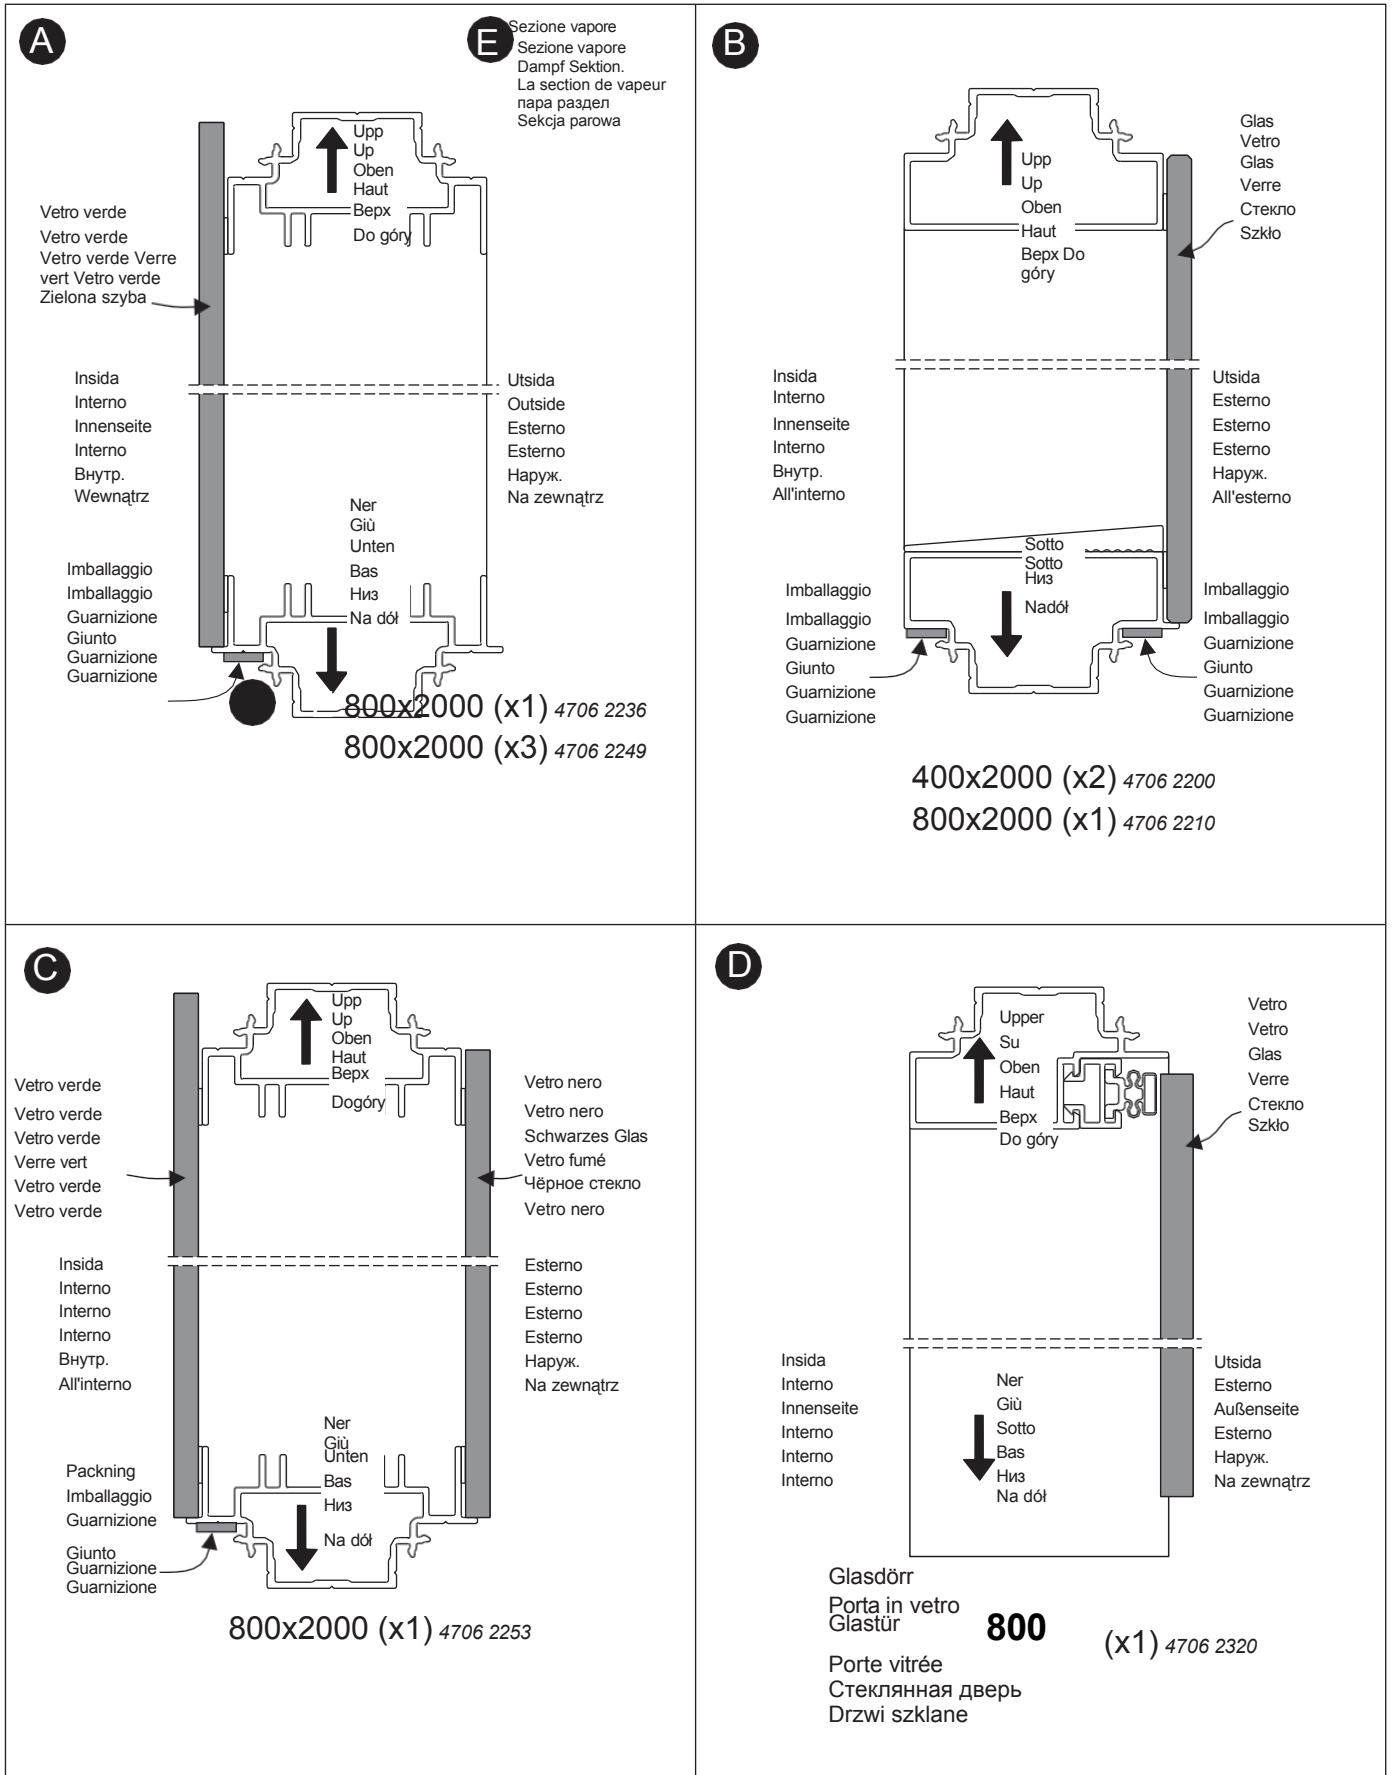 A
E
Sezione vapore
Sezione vapore
Dampf Sektion.
La section de vapeur
пара раздел
Sekcja parowa
Upp
Up
Oben
Haut
Верх
Do góry
Vetro verde
Vetro verde
Vetro verde Verre
vert Vetro verde
Zielona szyba
Insida
Interno
Innenseite
Interno
Внутр.
Wewnątrz
Utsida
Outside
Esterno
Esterno
Наруж.
Na zewnątrz
Ner
Giù
Unten
Bas
Низ
Na dół
Imballaggio
Imballaggio
Guarnizione
Giunto
Guarnizione
Guarnizione
800x2000 (x1) 4706 2236
800x2000 (x3) 4706 2249
B
Upp
Up
Oben
Haut
Верх Do
góry
Glas
Vetro
Glas
Verre
Стекло
Szkło
Insida
Interno
Innenseite
Interno
Внутр.
All'interno
Utsida
Esterno
Esterno
Esterno
Наруж.
All'esterno
Sotto
Sotto
Низ
Nadół
Imballaggio
Imballaggio
Guarnizione
Giunto
Guarnizione
Guarnizione
Imballaggio
Imballaggio
Guarnizione
Giunto
Guarnizione
Guarnizione
400x2000 (x2) 4706 2200
800x2000 (x1) 4706 2210
C
Upp
Up
Oben
Haut
Верх
Dogóry
Vetro verde
Vetro verde
Vetro verde
Verre vert
Vetro verde
Vetro verde
Vetro nero
Vetro nero
Schwarzes Glas
Vetro fumé
Чёрное стекло
Vetro nero
Insida
Interno
Interno
Interno
Внутр.
All'interno
Esterno
Esterno
Esterno
Esterno
Наруж.
Na zewnątrz
Ner
Giù
Unten
Bas
Низ
Na dół
Packning
Imballaggio
Guarnizione
Giunto
Guarnizione
Guarnizione
800x2000 (x1) 4706 2253
D
Upper
Su
Oben
Haut
Верх
Do góry
Vetro
Vetro
Glas
Verre
Стекло
Szkło
Insida
Interno
Innenseite
Interno
Interno
Interno
Ner
Giù
Sotto
Bas
Низ
Na dół
Utsida
Esterno
Außenseite
Esterno
Наруж.
Na zewnątrz
Glasdörr
Porta in vetro
Glastür
Porte vitrée
Стеклянная дверь
Drzwi szklane
800 (x1) 4706 2320